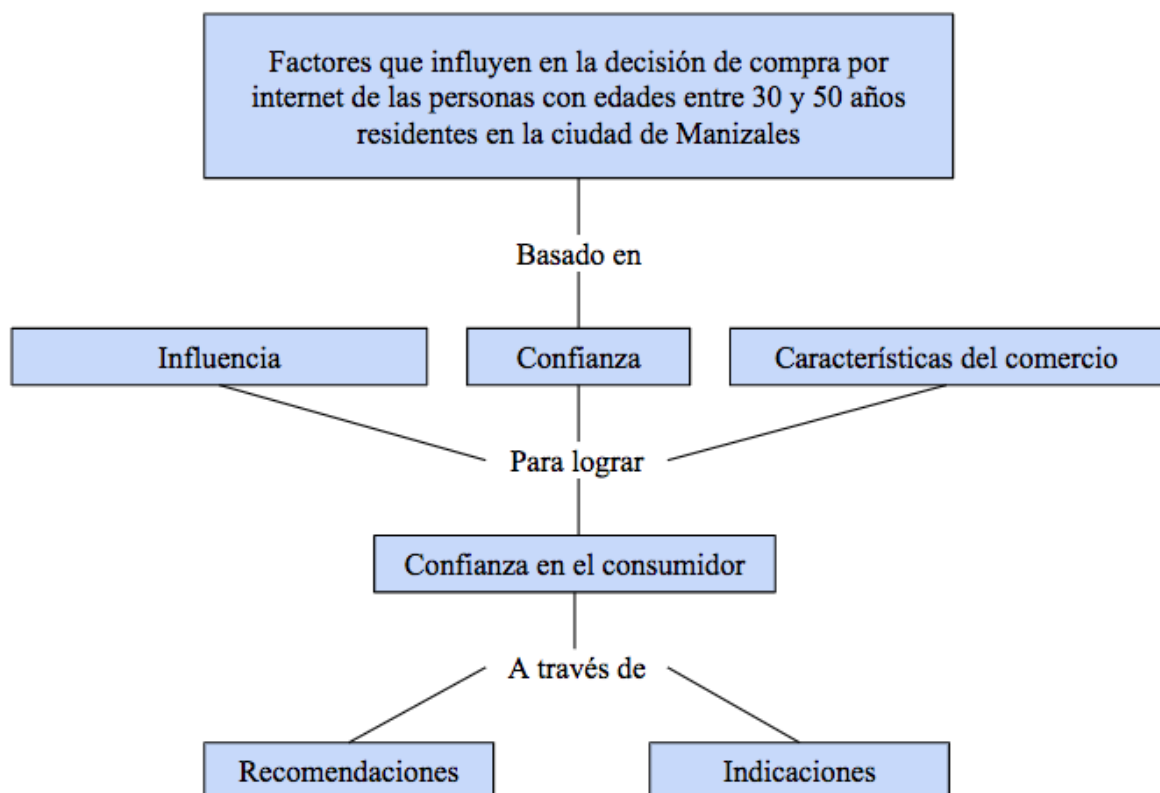 Factores que influyen en la decisión de compra por
internet de las personas con edades entre 30 y 50 años
residentes en la ciudad de Manizales
Basado en
Influencia
Confianza
Características del comercio
Para lograr
Confianza en el consumidor
A través de
Recomendaciones
Indicaciones